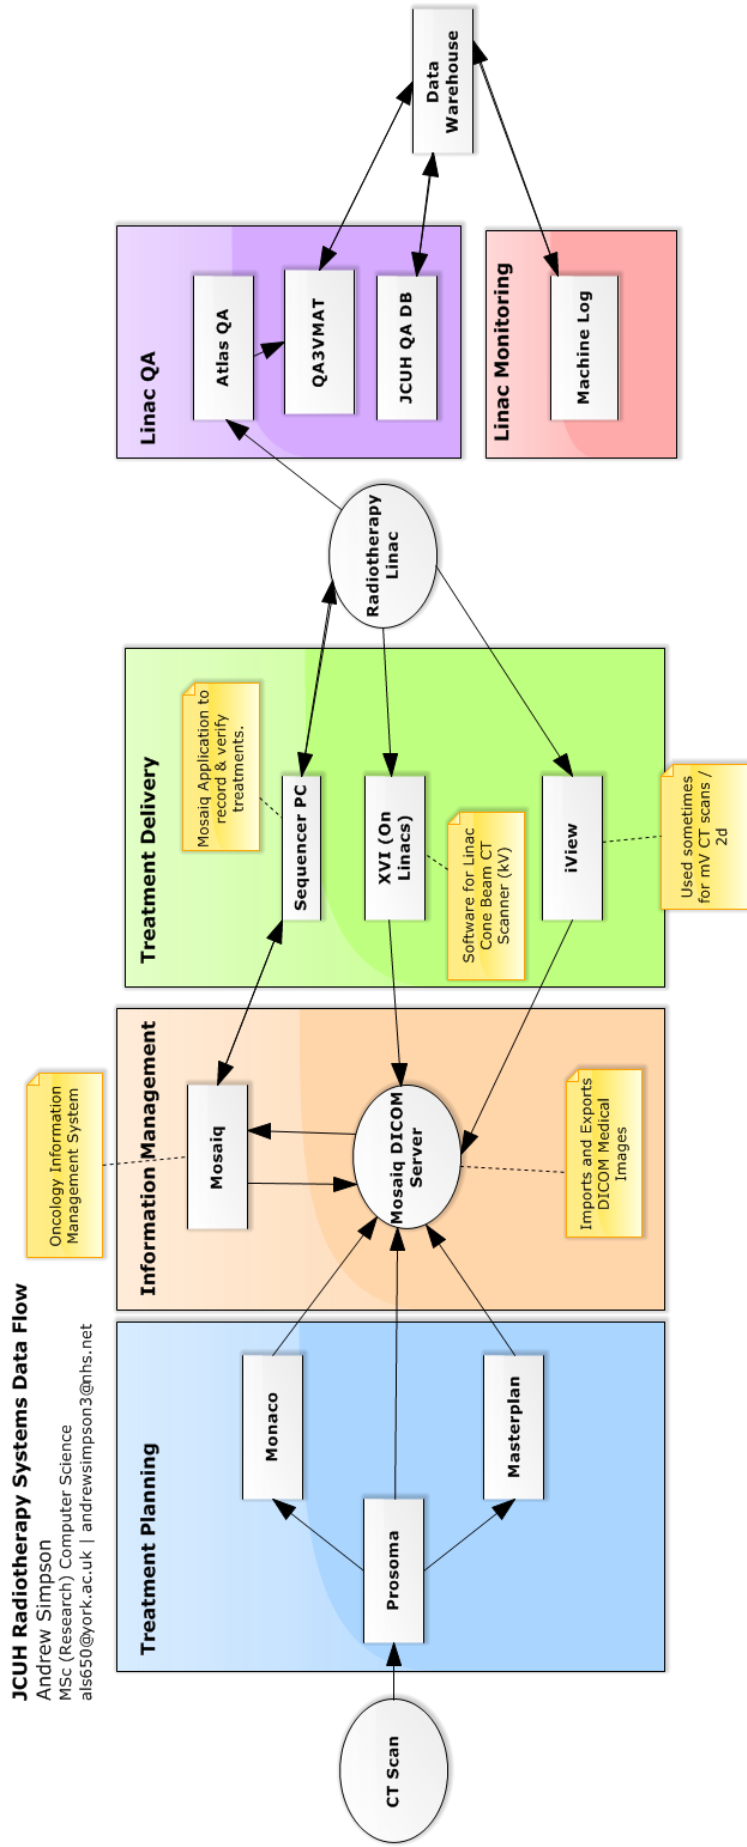 JCUH Radiotherapy Systems Data Flow
Andrew Simpson
MSc (Research) Computer Science
als650@york.ac.uk | andrewsimpson3@nhs.net
CT Scan
Treatment Planning
Prosoma
Monaco
Masterplan
Oncology Information
Management System
Information Management
Mosaiq
Mosaiq DICOM
Server
Imports and Exports
DICOM Medical
Images
Treatment Delivery
Mosaiq Application to
record & verify
treatments.
Sequencer PC
XVI (On
Linacs)
Software for Linac
Cone Beam CT
Scanner (kV)
iView
Used sometimes
for mV CT scans /
2d
Radiotherapy
Linac
Linac QA
Atlas QA
QA3VMAT
JCUH QA DB
Linac Monitoring
Machine Log
Data
Warehouse